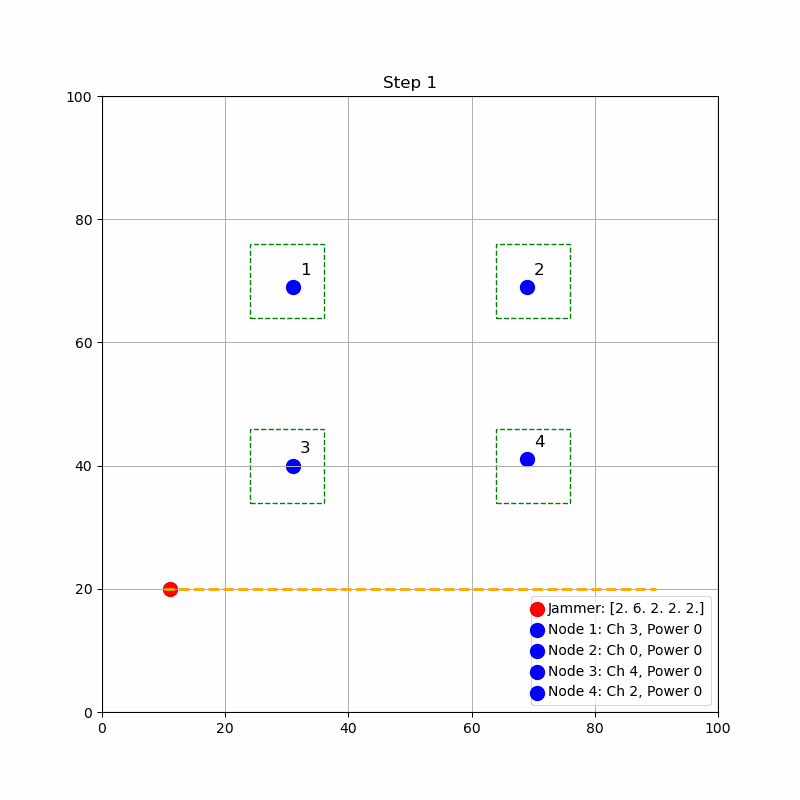 Step 1
100
80
60
40
20
0
0 20 40 60 80 100
1
2
3
4
Jammer: [2. 6. 2. 2. 2.]
Node 1: Ch 3, Power 0
Node 2: Ch 0, Power 0
Node 3: Ch 4, Power 0
Node 4: Ch 2, Power 0